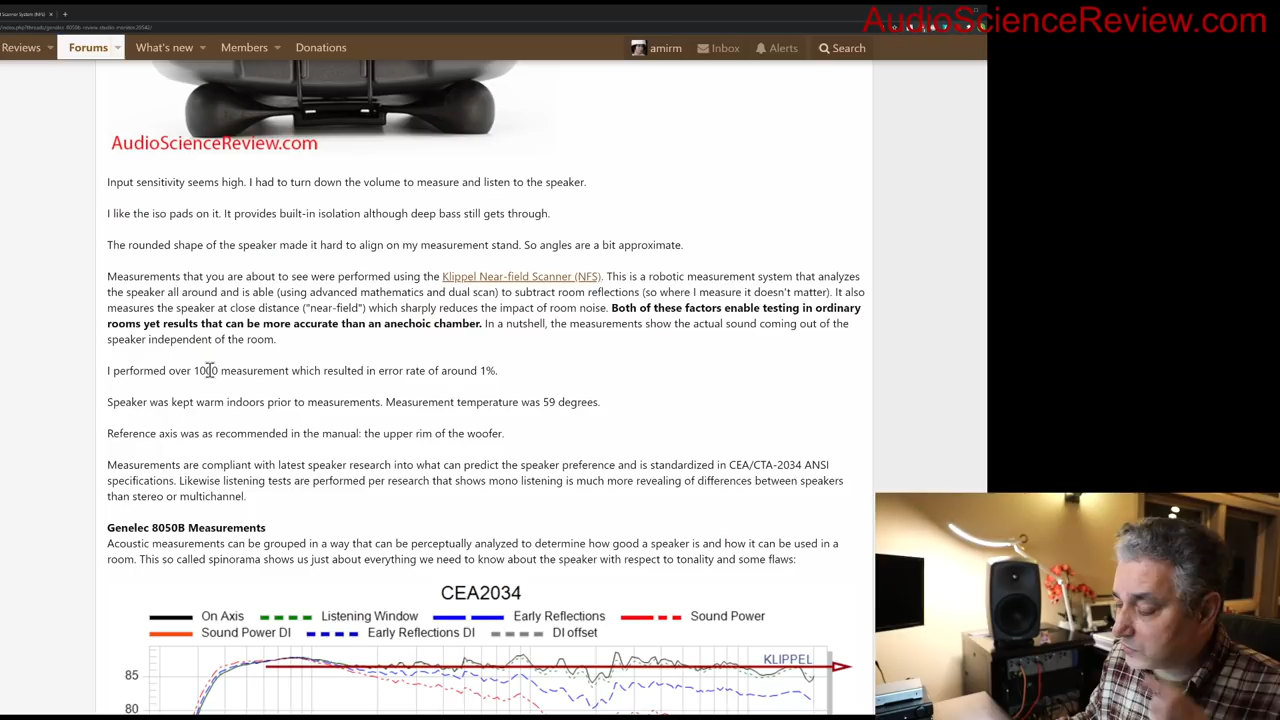 AudioScienceReview.com
Reviews Forums What's new Members Donations amirm Inbox Alerts Search
AudioScienceReview.com
Input sensitivity seems high. I had to turn down the volume to measure and listen to the speaker.
I like the iso pads on it. It provides built-in isolation although deep bass still gets through.
The rounded shape of the speaker made it hard to align on my measurement stand. So angles are a bit approximate.
Measurements that you are about to see were performed using the Klippel Near-field Scanner (NFS). This is a robotic measurement system that analyzes
the speaker all around and is able (using advanced mathematics and dual scan) to subtract room reflections (so where I measure it doesn't matter). It also
measures the speaker at close distance ("near-field") which sharply reduces the impact of room noise. Both of these factors enable testing in ordinary
rooms yet results that can be more accurate than an anechoic chamber. In a nutshell, the measurements show the actual sound coming out of the
speaker independent of the room.
I performed over 1000 measurement which resulted in error rate of around 1%.
Speaker was kept warm indoors prior to measurements. Measurement temperature was 59 degrees.
Reference axis was as recommended in the manual: the upper rim of the woofer.
Measurements are compliant with latest speaker research into what can predict the speaker preference and is standardized in CEA/CTA-2034 ANSI
specifications. Likewise listening tests are performed per research that shows mono listening is much more revealing of differences between speakers
than stereo or multichannel.
Genelec 8050B Measurements
Acoustic measurements can be grouped in a way that can be perceptually analyzed to determine how good a speaker is and how it can be used in a
room. This so called spinorama shows us just about everything we need to know about the speaker with respect to tonality and some flaws:
CEA2034
On Axis Listening Window Early Reflections Sound Power
Sound Power DI Early Reflections DI DI offset
KLIPPEL
85
80